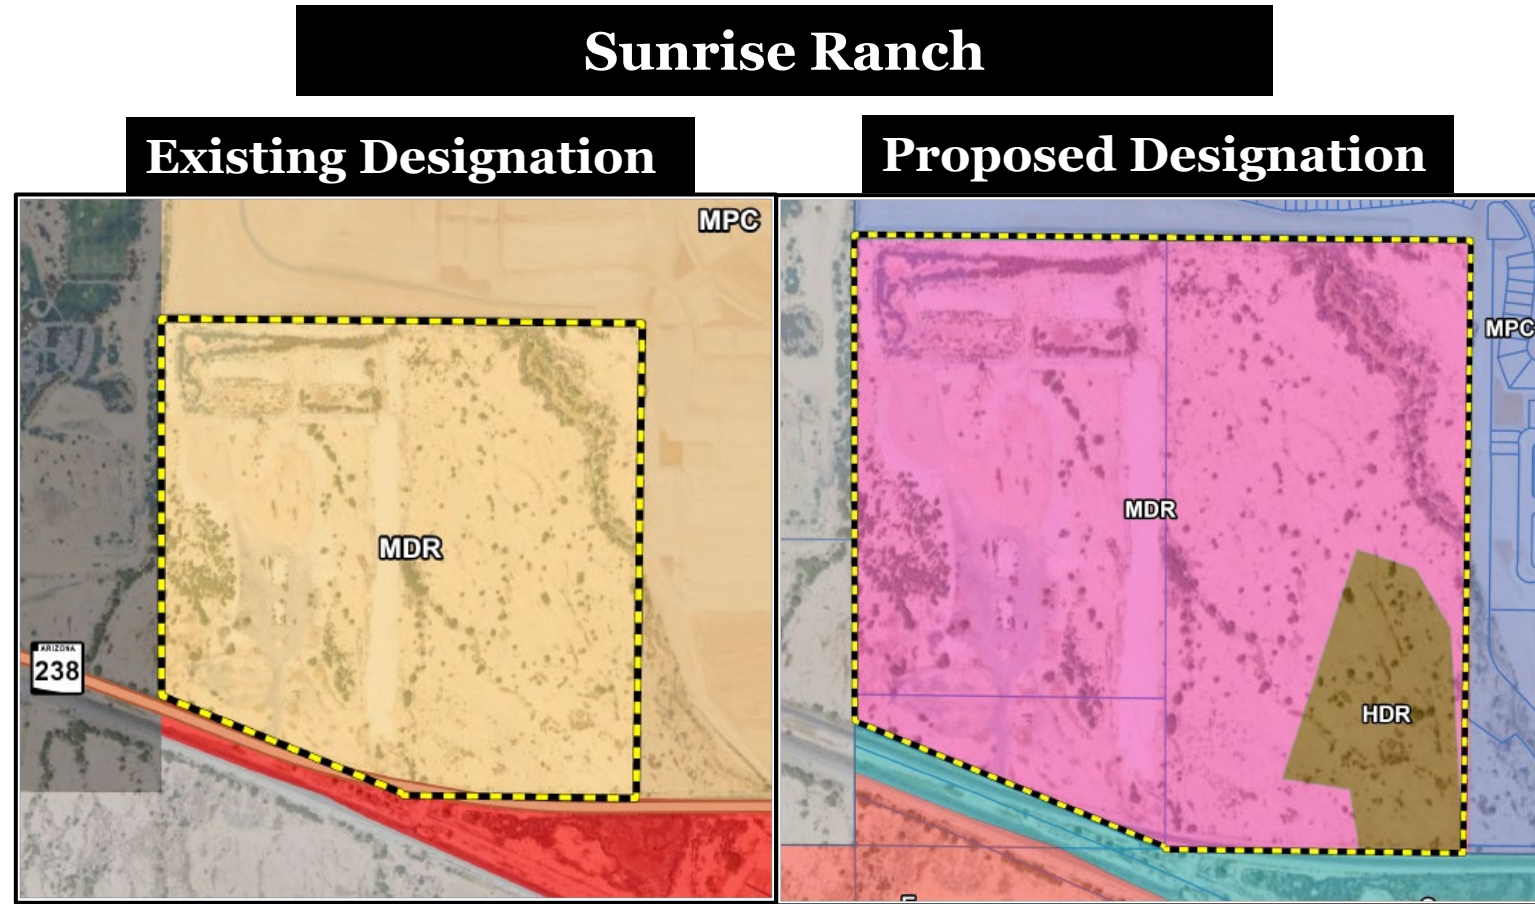 Sunrise Ranch
Existing Designation
Proposed Designation
MPC
MDR
ARIZONA
238
MPC
MDR
HDR